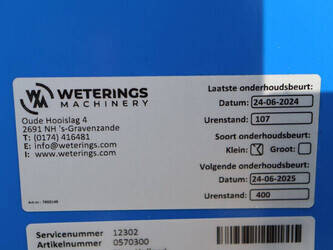 WETERINGS
MACHINERY
Oude Hooislag 4
2691 NH 's-Gravenzande
T: (0174) 416481
E: info@weterings.com
I: www.weterings.com
Laatste onderhoudsbeurt:
Datum: 24-06-2024
Urenstand: 107
Soort onderhoudsbeurt:
Klein: Groot:
Volgende onderhoudsbeurt:
24-06-2025
Urenstand: 400
Servicenummer 12302
Artikelnummer 0570300